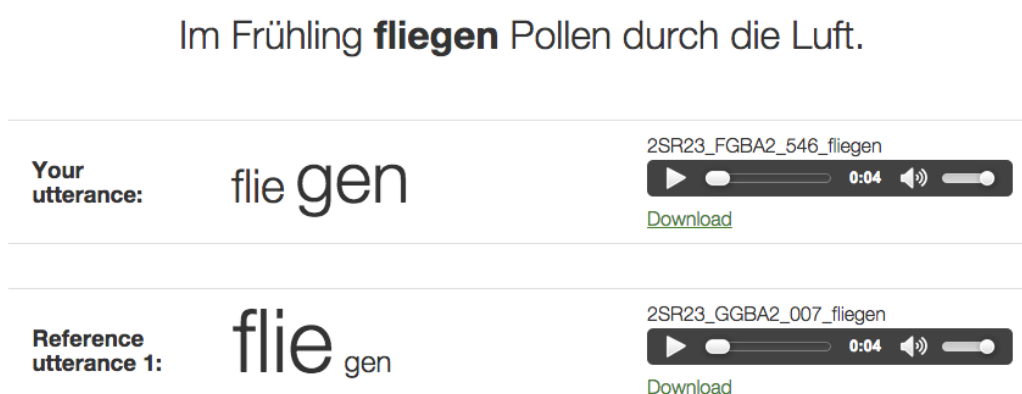 Im Frühling fliegen Pollen durch die Luft.
Your
utterance:
flie gen
2SR23_FGBA2_546_fliegen
0:04
Download
Reference
utterance 1:
flie gen
2SR23_GGBA2_007_fliegen
0:04
Download